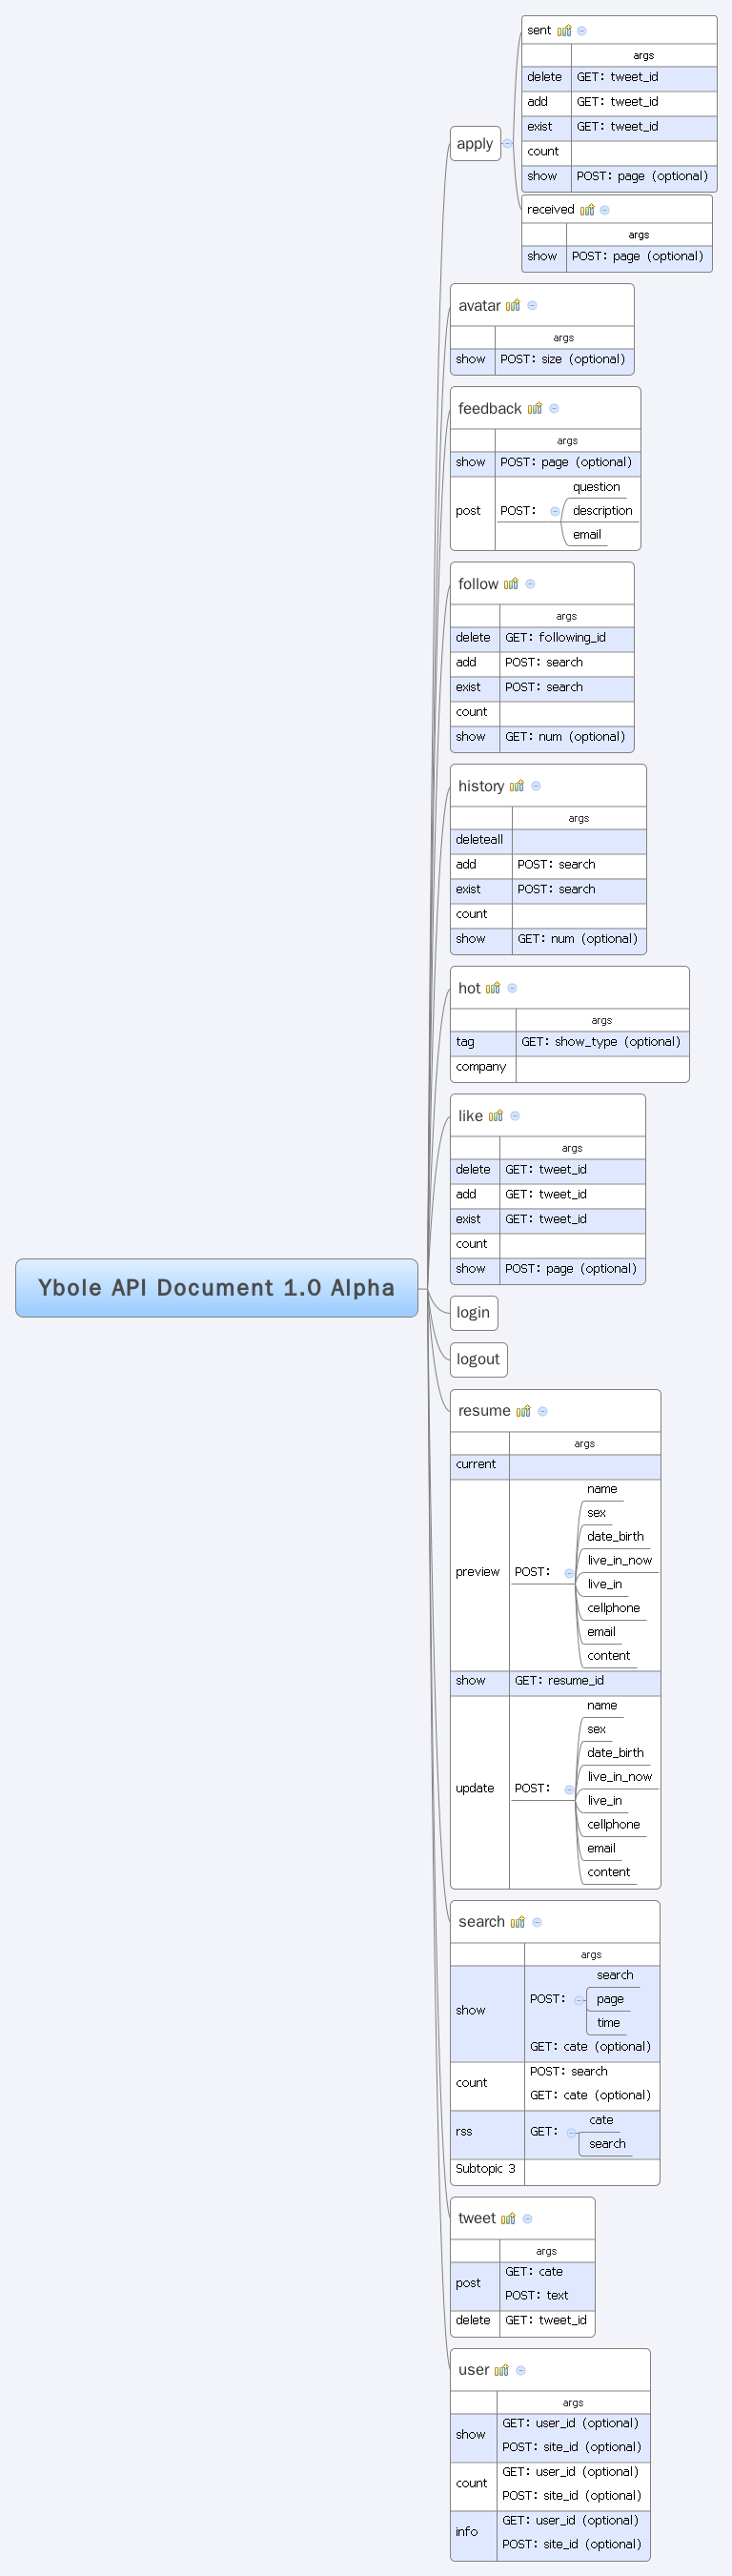 Ybole API Document 1.0 Alpha
apply
sent
args
delete GET: tweet_id
add GET: tweet_id
exist GET: tweet_id
count
show POST: page (optional)
received
args
show POST: page (optional)
avatar
args
show POST: size (optional)
feedback
args
show POST: page (optional)
post POST:
question
description
email
follow
args
delete GET: following_id
add POST: search
exist POST: search
count
show GET: num (optional)
history
args
deleteall
add POST: search
exist POST: search
count
show GET: num (optional)
hot
args
tag GET: show_type (optional)
company
like
args
delete GET: tweet_id
add GET: tweet_id
exist GET: tweet_id
count
show POST: page (optional)
login
logout
resume
args
current
preview POST:
name
sex
date_birth
live_in_now
live_in
cellphone
email
content
show GET: resume_id
update POST:
name
sex
date_birth
live_in_now
live_in
cellphone
email
content
search
args
show
POST:
search
page
time
GET: cate (optional)
count
POST: search
GET: cate (optional)
rss GET:
cate
search
Subtopic 3
tweet
args
post
GET: cate
POST: text
delete GET: tweet_id
user
args
show
GET: user_id (optional)
POST: site_id (optional)
count
GET: user_id (optional)
POST: site_id (optional)
info
GET: user_id (optional)
POST: site_id (optional)